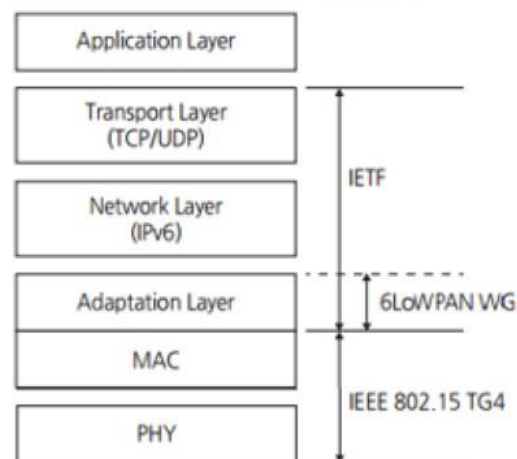 Application Layer
Transport Layer
(TCP/UDP)
IETF
Network Layer
(IPv6)
Adaptation Layer
6LoWPAN WG
MAC
IEEE 802.15 TG4
PHY